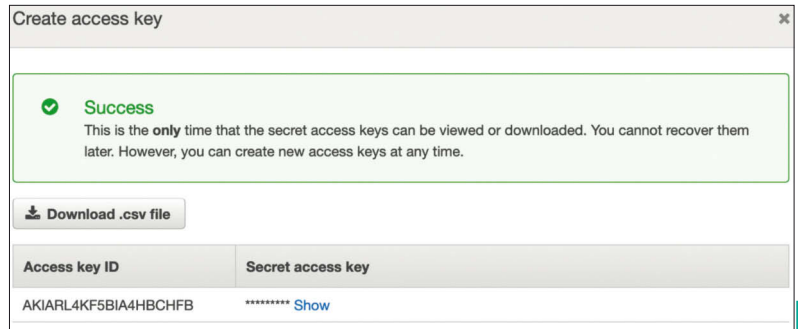 Create access key
Success
This is the only time that the secret access keys can be viewed or downloaded. You cannot recover them
later. However, you can create new access keys at any time.
Download .csv file
Access key ID Secret access key
AKIARL4KF5BIA4HBCHFB ********* Show